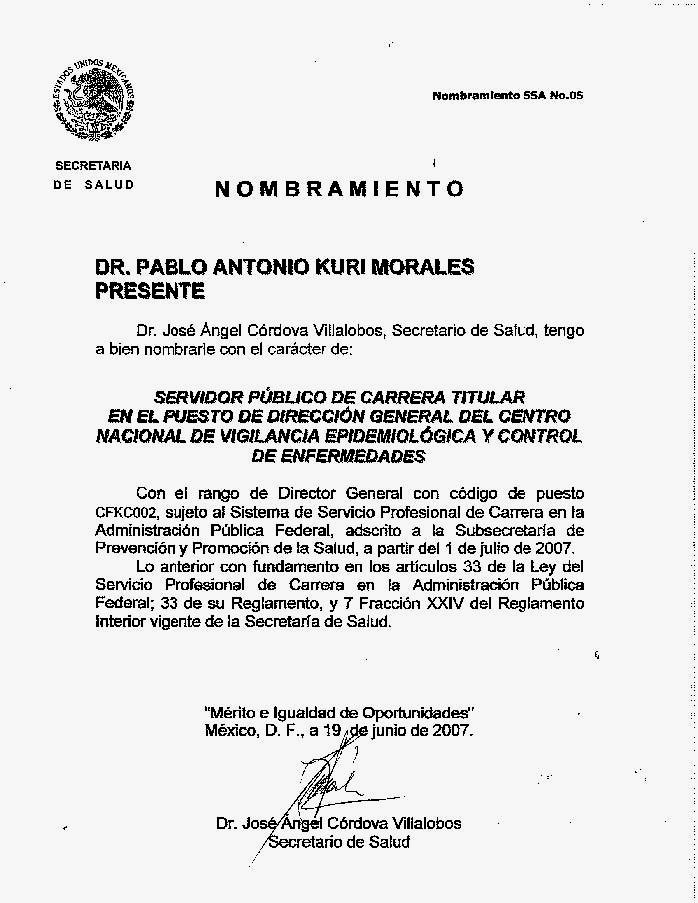 ESTADOS UNIDOS MEXICANOS
Nombramiento SSA No.05
SECRETARIA
DE SALUD
NOMBRAMIENTO
DR. PABLO ANTONIO KURI MORALES
PRESENTE
Dr. José Ángel Córdova Villalobos, Secretario de Salud, tengo
a bien nombrarle con el carácter de:
SERVIDOR PÚBLICO DE CARRERA TITULAR
EN EL PUESTO DE DIRECCIÓN GENERAL DEL CENTRO
NACIONAL DE VIGILANCIA EPIDEMIOLÓGICA Y CONTROL
DE ENFERMEDADES
Con el rango de Director General con código de puesto
CFKC002, sujeto al Sistema de Servicio Profesional de Carrera en la
Administración Pública Federal, adscrito a la Subsecretaría de
Prevención y Promoción de la Salud, a partir del 1 de julio de 2007.
Lo anterior con fundamento en los artículos 33 de la Ley del
Servicio Profesional de Carrera en la Administración Pública
Federal; 33 de su Reglamento, y 7 Fracción XXIV del Reglamento
Interior vigente de la Secretaría de Salud.
"Mérito e Igualdad de Oportunidades"
México, D. F., a 19 de junio de 2007.
Dr. José Ángel Córdova Villalobos
Secretario de Salud